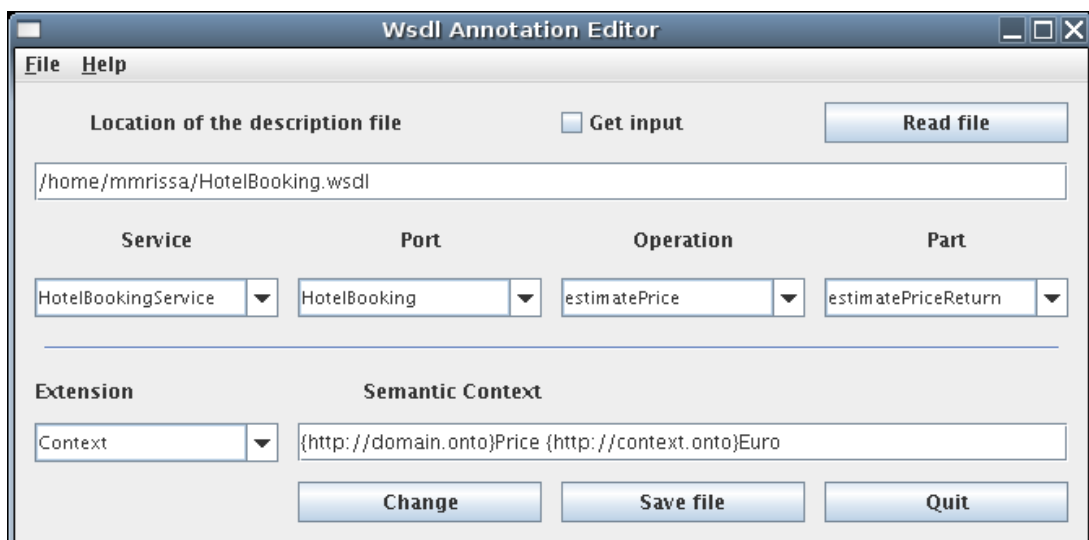 Wsdl Annotation Editor
File Help
Location of the description file Get input Read file
/home/mmrissa/HotelBooking.wsdl
Service Port Operation Part
HotelBookingService HotelBooking estimatePrice estimatePriceReturn
Extension Semantic Context
Context {http://domain.onto}Price {http://context.onto}Euro
Change Save file Quit